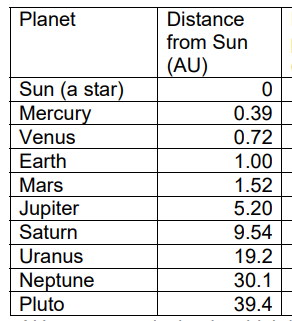 Planet Distance
from Sun
(AU)
Sun (a star) 0
Mercury 0.39
Venus 0.72
Earth 1.00
Mars 1.52
Jupiter 5.20
Saturn 9.54
Uranus 19.2
Neptune 30.1
Pluto 39.4